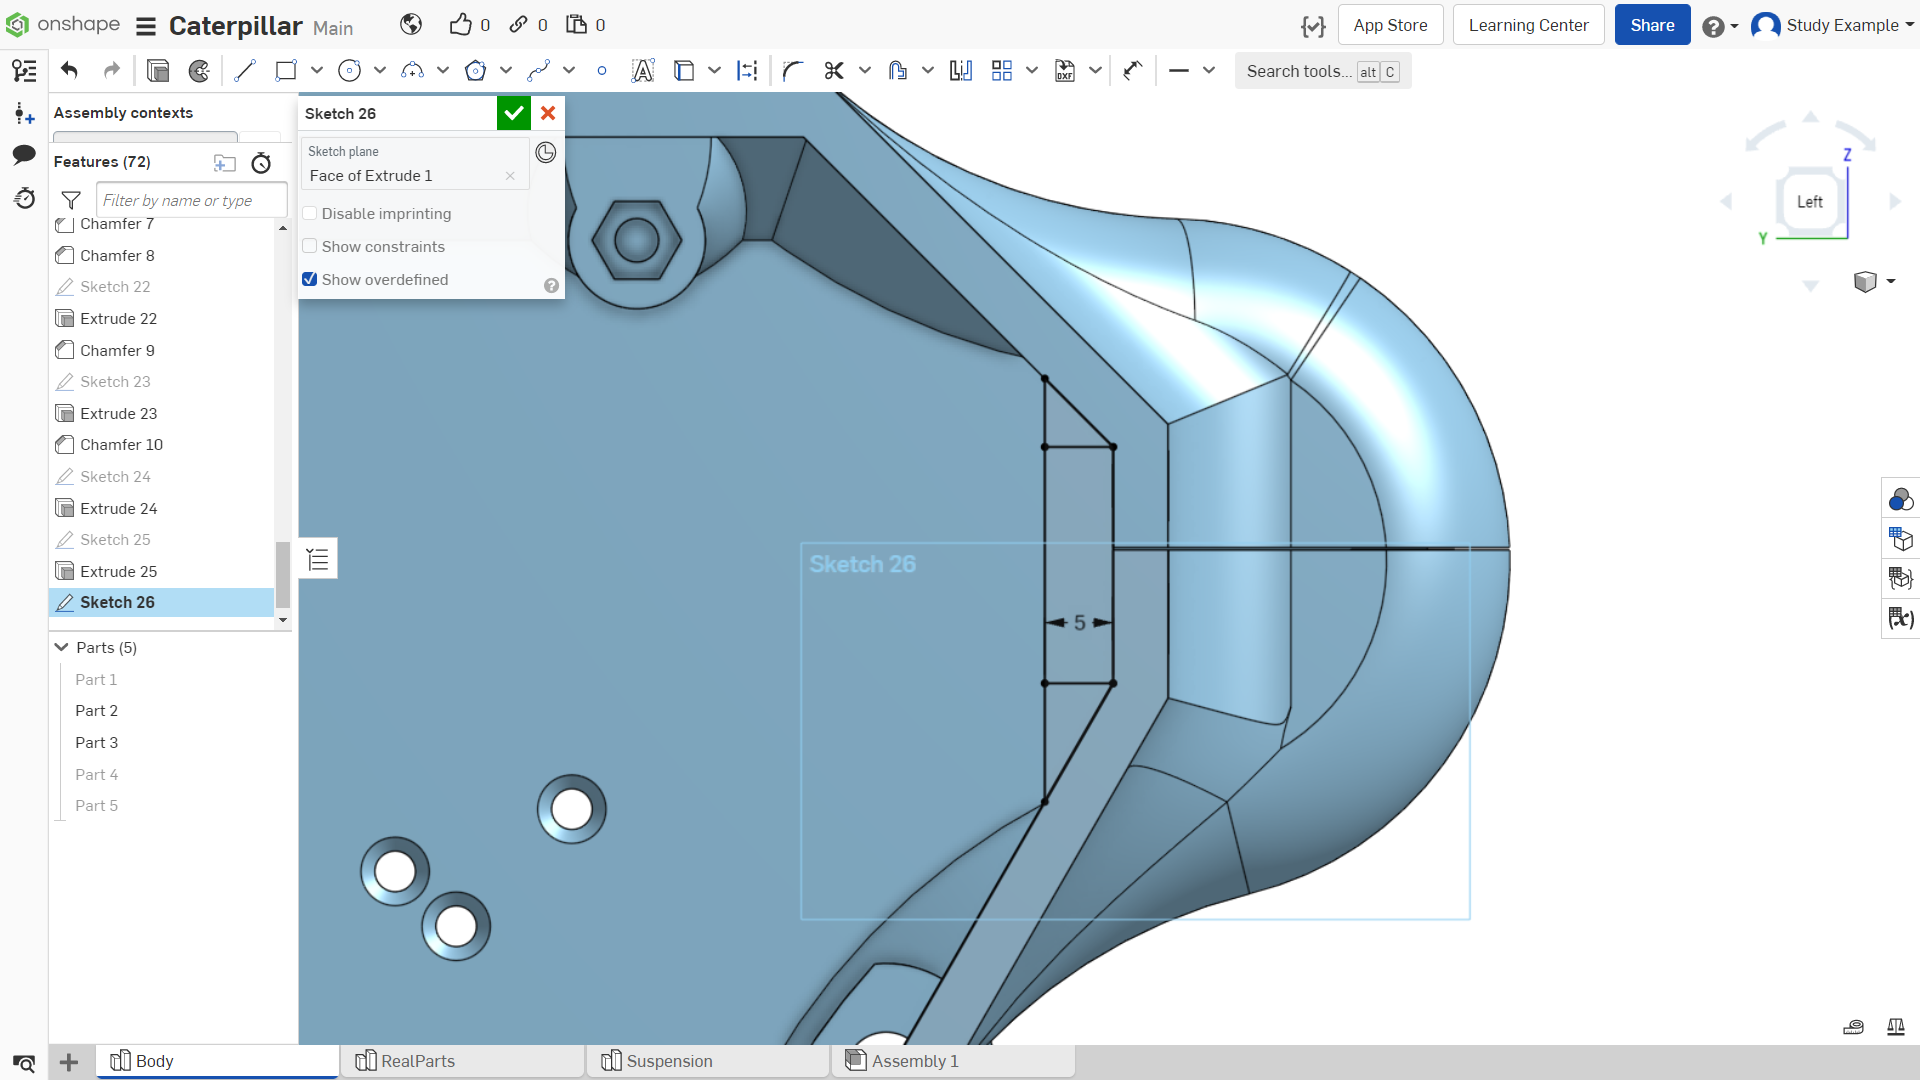 onshape
Caterpillar Main
0
0
0
App Store
Learning Center
Share
Study Example
Search tools... alt C
Assembly contexts
Features (72)
Filter by name or type
Chamfer 7
Chamfer 8
Sketch 22
Extrude 22
Chamfer 9
Sketch 23
Extrude 23
Chamfer 10
Sketch 24
Extrude 24
Sketch 25
Extrude 25
Sketch 26
Parts (5)
Part 1
Part 2
Part 3
Part 4
Part 5
Sketch 26
Sketch plane
Face of Extrude 1
Disable imprinting
Show constraints
Show overdefined
Sketch 26
5
Z
Left
Y
Body
RealParts
Suspension
Assembly 1